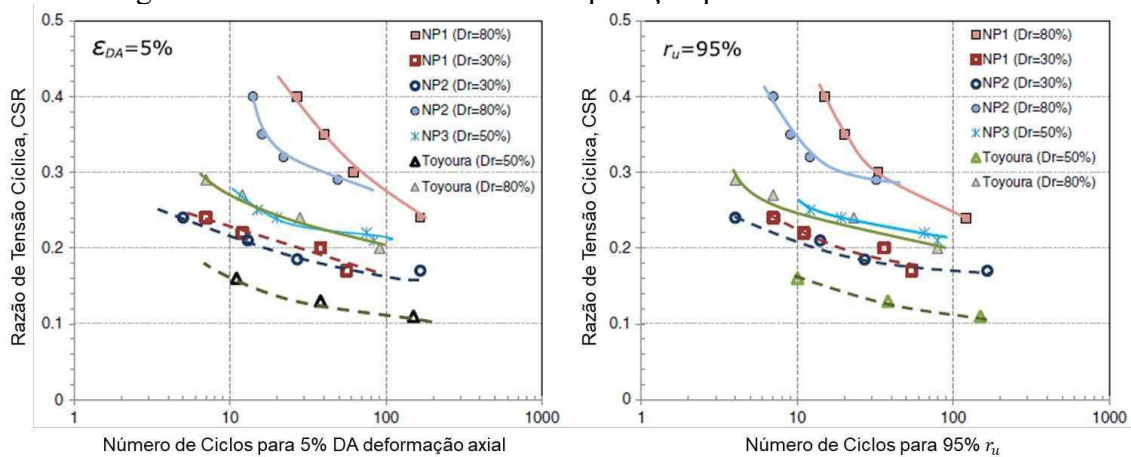 0.5
0.4
0.3
0.2
0.1
0
Razão de Tensão Cíclica, CSR
ε_DA=5%
NP1 (Dr=80%)
NP1 (Dr=30%)
NP2 (Dr=30%)
NP2 (Dr=80%)
NP3 (Dr=50%)
Toyoura (Dr=50%)
Toyoura (Dr=80%)
1 10 100 1000
Número de Ciclos para 5% DA deformação axial
0.5
0.4
0.3
0.2
0.1
0
Razão de Tensão Cíclica, CSR
r_u=95%
NP1 (Dr=80%)
NP1 (Dr=30%)
NP2 (Dr=30%)
NP2 (Dr=80%)
NP3 (Dr=50%)
Toyoura (Dr=50%)
Toyoura (Dr=80%)
1 10 100 1000
Número de Ciclos para 95% r_u